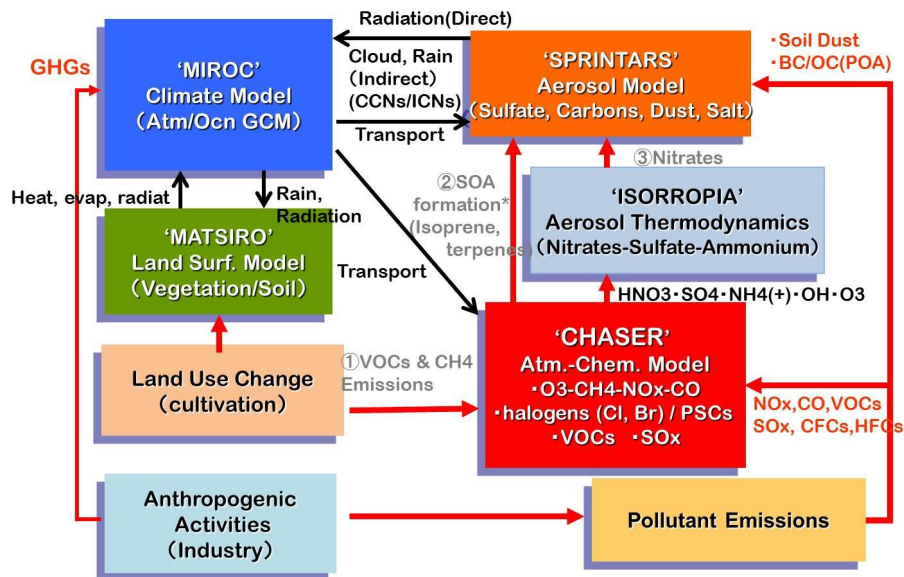 Radiation(Direct)
GHGs
'MIROC'
Climate Model
(Atm/Ocn GCM)
Cloud, Rain
(Indirect)
(CCNs/ICNs)
Transport
'SPRINTARS'
Aerosol Model
(Sulfate, Carbons, Dust, Salt)
・Soil Dust
・BC/OC(POA)
Heat, evap, radiat
Rain,
Radiation
②SOA
formation*
(Isoprene,
terpenes)
③Nitrates
'ISORROPIA'
Aerosol Thermodynamics
(Nitrates-Sulfate-Ammonium)
'MATSIRO'
Land Surf. Model
(Vegetation/Soil)
Transport
HNO3・SO4・NH4(+)・OH・O3
'CHASER'
Atm.-Chem. Model
・O3-CH4-NOx-CO
・halogens (Cl, Br) / PSCs
・VOCs ・SOx
①VOCs & CH4
Emissions
Land Use Change
(cultivation)
NOx,CO,VOCs
SOx, CFCs,HFCs
Anthropogenic
Activities
(Industry)
Pollutant Emissions